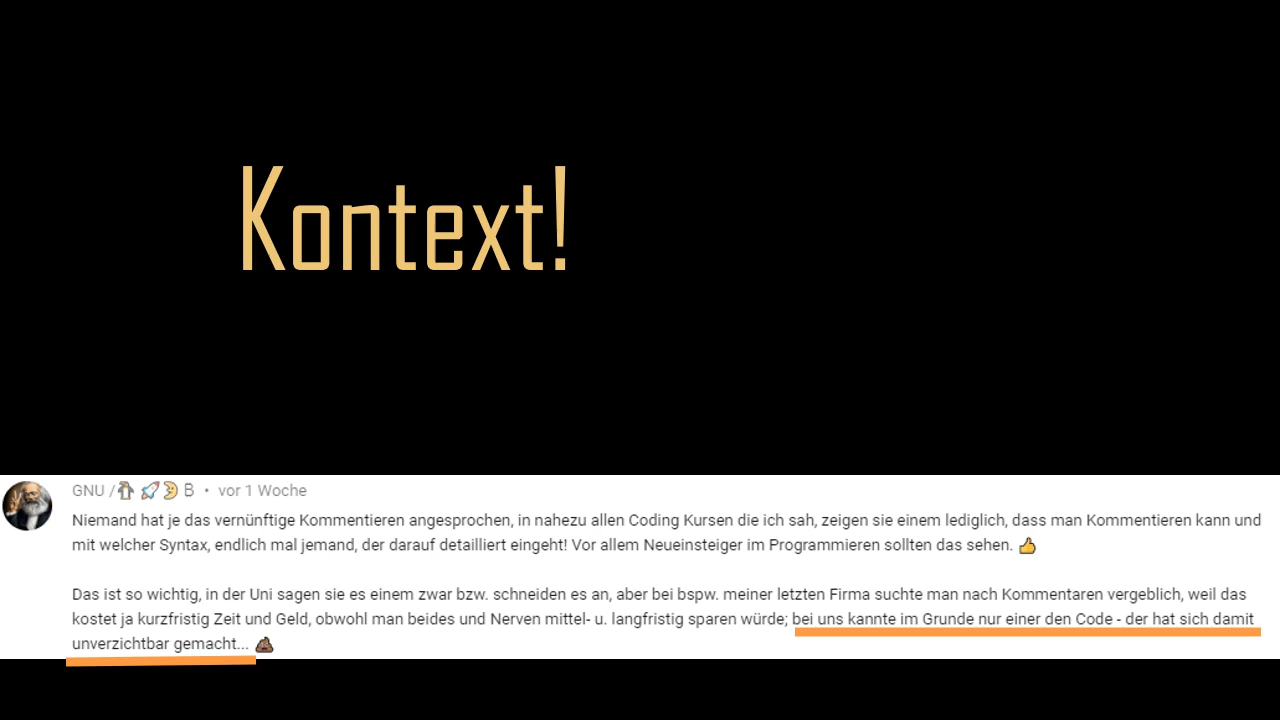 Kontext!
GNU /🐧 🚀🌛 B • vor 1 Woche
Niemand hat je das vernünftige Kommentieren angesprochen, in nahezu allen Coding Kursen die ich sah, zeigen sie einem lediglich, dass man Kommentieren kann und
mit welcher Syntax, endlich mal jemand, der darauf detailliert eingeht! Vor allem Neueinsteiger im Programmieren sollten das sehen. 👍
Das ist so wichtig, in der Uni sagen sie es einem zwar bzw. schneiden es an, aber bei bspw. meiner letzten Firma suchte man nach Kommentaren vergeblich, weil das
kostet ja kurzfristig Zeit und Geld, obwohl man beides und Nerven mittel- u. langfristig sparen würde; bei uns kannte im Grunde nur einer den Code - der hat sich damit
unverzichtbar gemacht... 💩